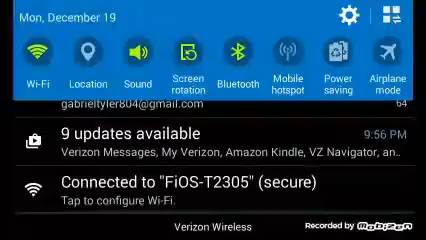 Mon, December 19
Wi-Fi
Location
Sound
Screen
rotation
Bluetooth
Mobile
hotspot
Power
saving
Airplane
mode
gabrieltyler804@gmail.com 64
9 updates available 9:56 PM
Verizon Messages, My Verizon, Amazon Kindle, VZ Navigator, an..
Connected to "FiOS-T2305" (secure)
Tap to configure Wi-Fi.
Verizon Wireless
Recorded by mobizen